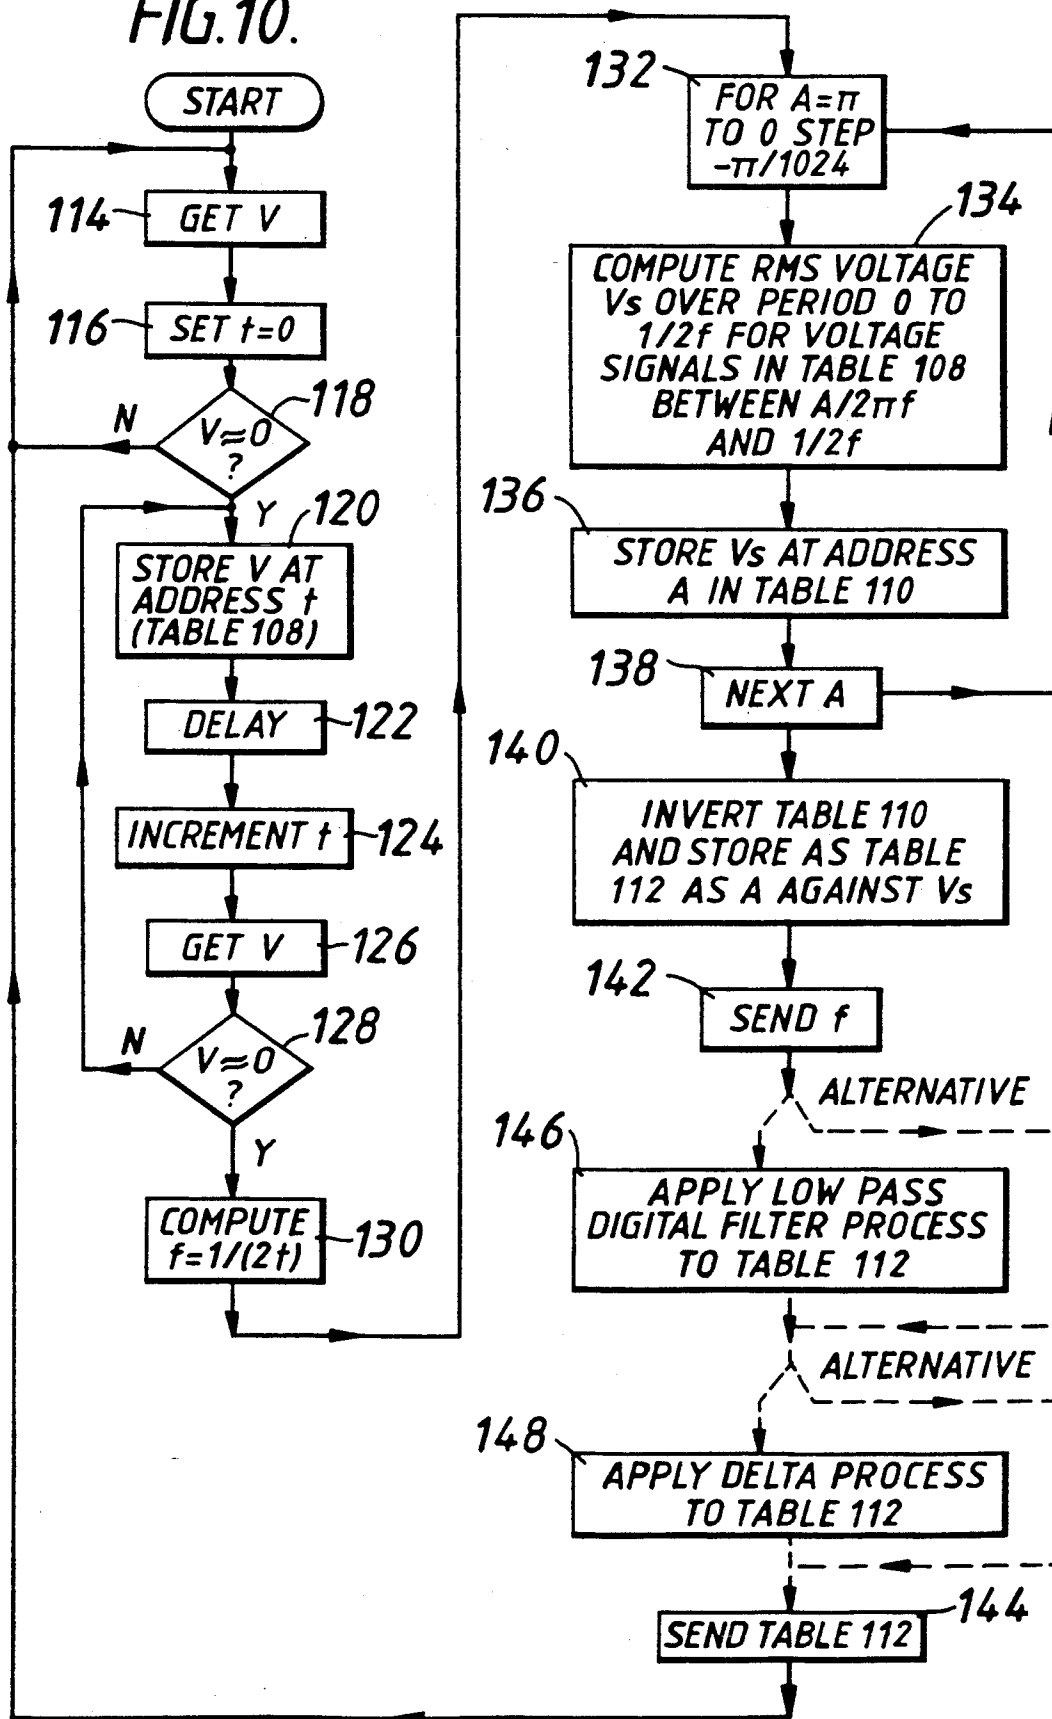 FIG.10.
START
114
GET V
116
SET t=0
118
V≈0
?
N
Y
120
STORE V AT
ADDRESS t
(TABLE 108)
DELAY
122
INCREMENT t
124
GET V
126
128
V≈0
?
N
Y
COMPUTE
f=1/(2t)
130
132
FOR A=π
TO 0 STEP
-π/1024
134
COMPUTE RMS VOLTAGE
Vs OVER PERIOD 0 TO
1/2f FOR VOLTAGE
SIGNALS IN TABLE 108
BETWEEN A/2πf
AND 1/2f
136
STORE Vs AT ADDRESS
A IN TABLE 110
138
NEXT A
140
INVERT TABLE 110
AND STORE AS TABLE
112 AS A AGAINST Vs
142
SEND f
ALTERNATIVE
146
APPLY LOW PASS
DIGITAL FILTER PROCESS
TO TABLE 112
ALTERNATIVE
148
APPLY DELTA PROCESS
TO TABLE 112
144
SEND TABLE 112